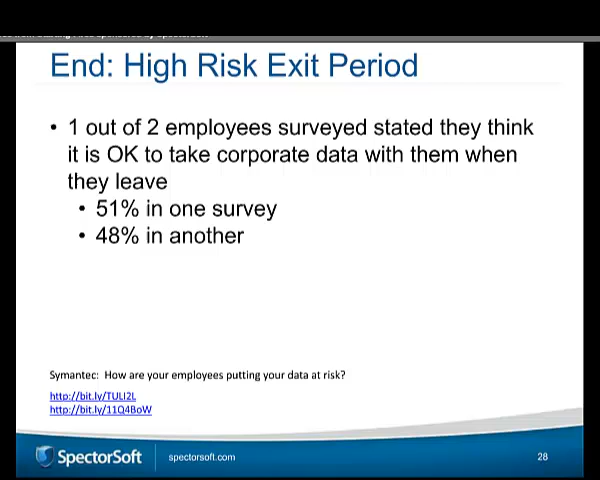 End: High Risk Exit Period
• 1 out of 2 employees surveyed stated they think
it is OK to take corporate data with them when
they leave
• 51% in one survey
• 48% in another
Symantec: How are your employees putting your data at risk?
http://bit.ly/TULI2L
http://bit.ly/11Q4BoW
SpectorSoft
spectorsoft.com
28